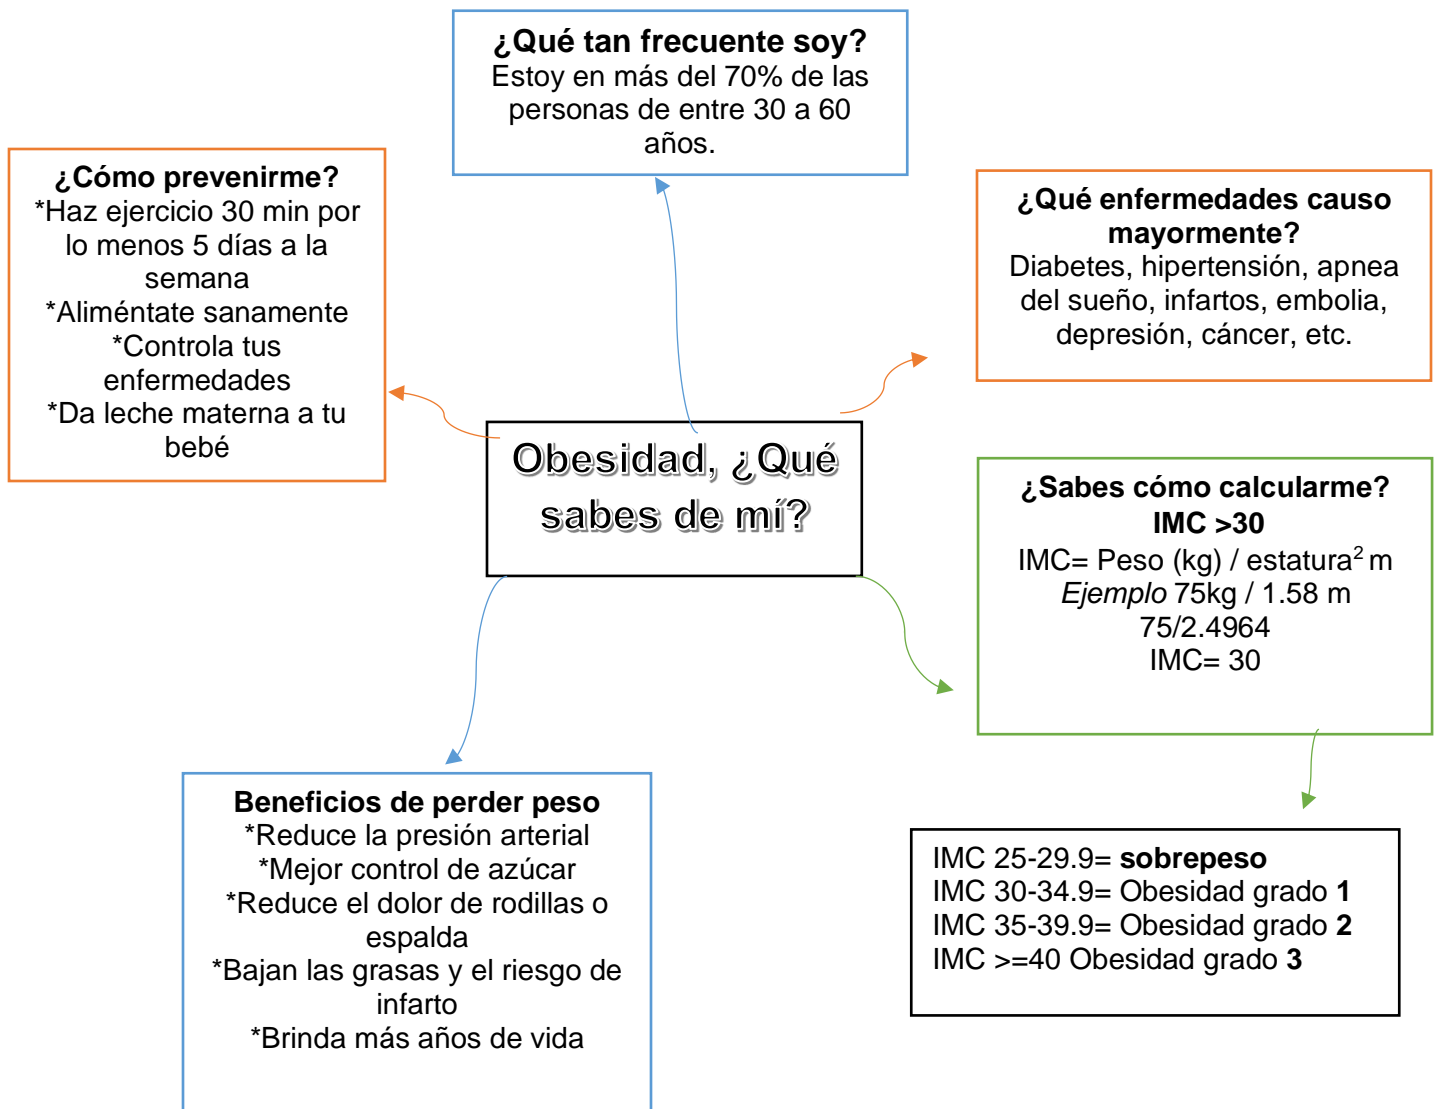 ¿Qué tan frecuente soy?
Estoy en más del 70% de las
personas de entre 30 a 60
años.
¿Cómo prevenirme?
*Haz ejercicio 30 min por
lo menos 5 días a la
semana
*Aliméntate sanamente
*Controla tus
enfermedades
*Da leche materna a tu
bebé
¿Qué enfermedades causo
mayormente?
Diabetes, hipertensión, apnea
del sueño, infartos, embolia,
depresión, cáncer, etc.
Obesidad, ¿Qué
sabes de mí?
¿Sabes cómo calcularme?
IMC >30
IMC= Peso (kg) / estatura² m
Ejemplo 75kg / 1.58 m
75/2.4964
IMC= 30
Beneficios de perder peso
*Reduce la presión arterial
*Mejor control de azúcar
*Reduce el dolor de rodillas o
espalda
*Bajan las grasas y el riesgo de
infarto
*Brinda más años de vida
IMC 25-29.9= sobrepeso
IMC 30-34.9= Obesidad grado 1
IMC 35-39.9= Obesidad grado 2
IMC >=40 Obesidad grado 3